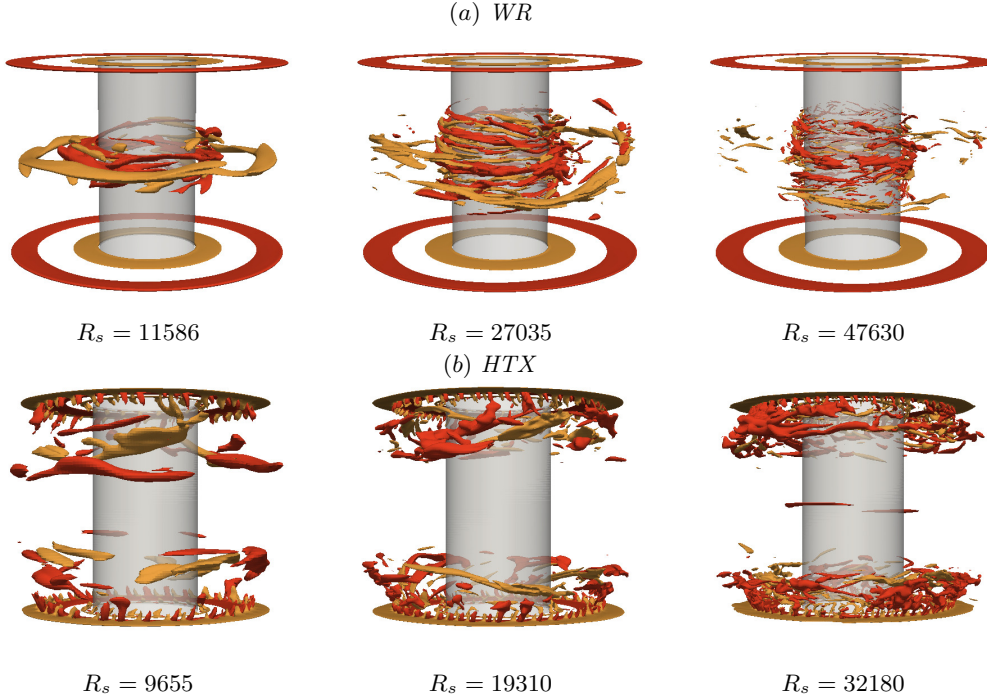 (a) WR
R_s = 11586
R_s = 27035
R_s = 47630
(b) HTX
R_s = 9655
R_s = 19310
R_s = 32180